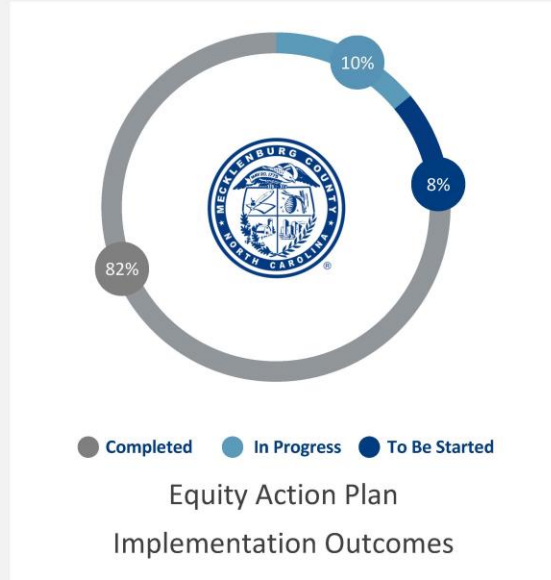 10%
8%
82%
MECKLENBURG COUNTY
NORTH CAROLINA
®
Completed In Progress To Be Started
Equity Action Plan
Implementation Outcomes